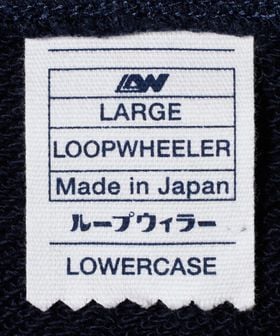 LW
LARGE
LOOPWHEELER
Made in Japan
ループウィラー
LOWERCASE